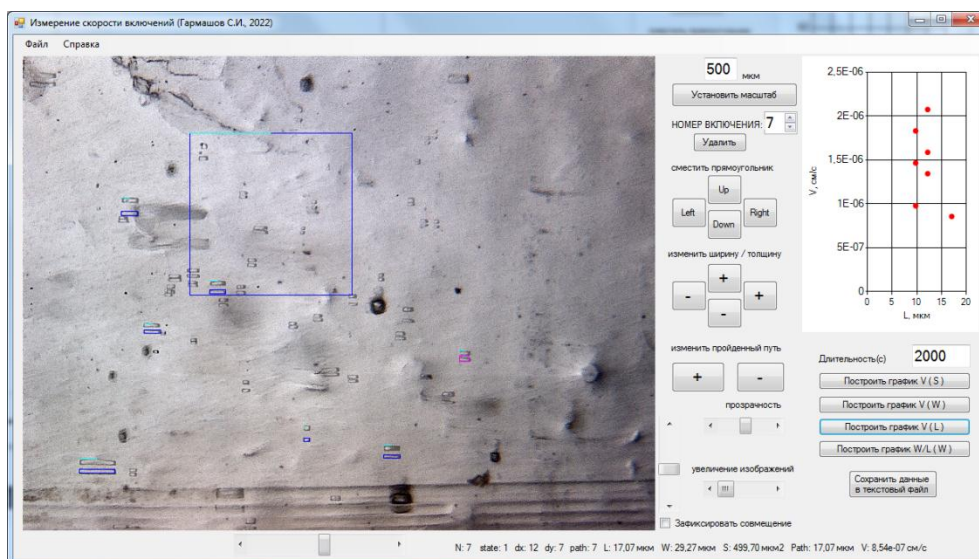 Измерение скорости включений (Гармашов С.И., 2022)
Файл Справка
500 мкм
Установить масштаб
НОМЕР ВКЛЮЧЕНИЯ: 7
Удалить
сместить прямоугольник
Up
Left Right
Down
изменить ширину / толщину
+
- +
-
изменить пройденный путь
+ -
прозрачность
увеличение изображений
Зафиксировать совмещение
2,5E-06
2E-06
1,5E-06
1E-06
5E-07
0
V, см/с
0 5 10 15 20
L, мкм
Длительность(с) 2000
Построить график V ( S )
Построить график V ( W )
Построить график V ( L )
Построить график W/L ( W )
Сохранить данные
в текстовый файл
N: 7 state: 1 dx: 12 dy: 7 path: 7 L: 17,07 мкм W: 29,27 мкм S: 499,70 мкм2 Path: 17,07 мкм V: 8,54e-07 см/с